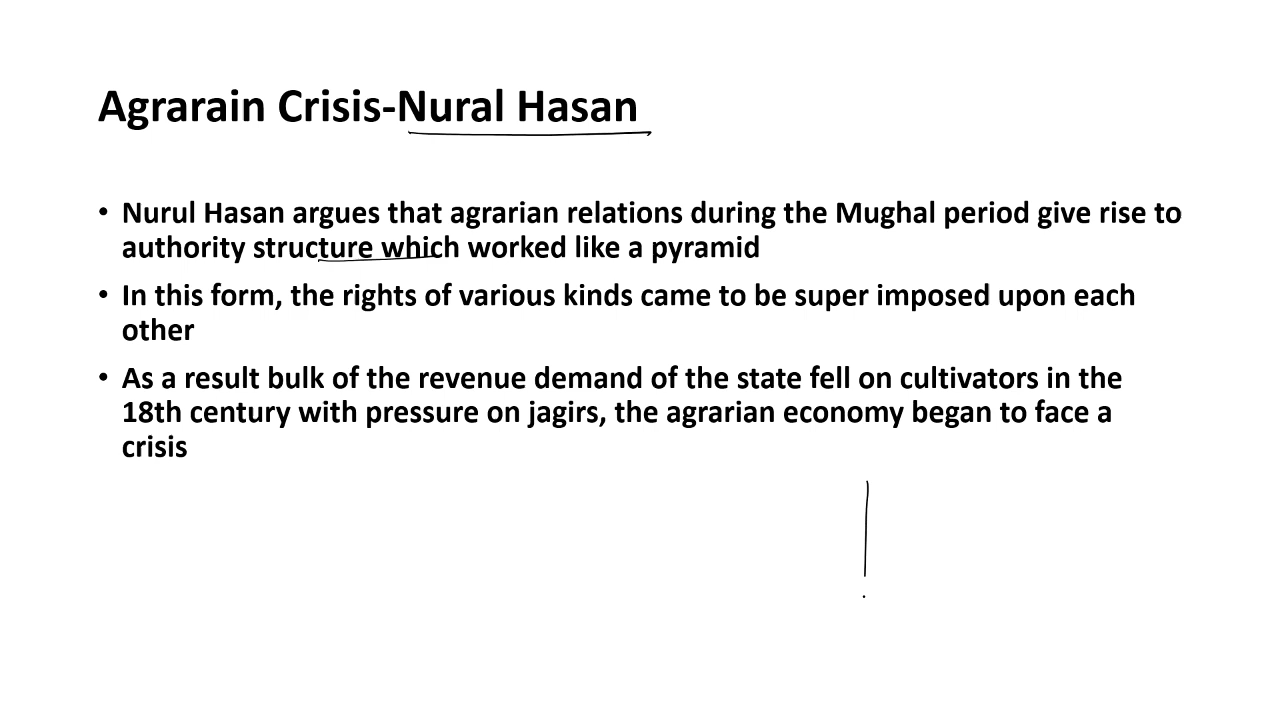 Agrarain Crisis-Nural Hasan
• Nurul Hasan argues that agrarian relations during the Mughal period give rise to
authority structure which worked like a pyramid
• In this form, the rights of various kinds came to be super imposed upon each
other
• As a result bulk of the revenue demand of the state fell on cultivators in the
18th century with pressure on jagirs, the agrarian economy began to face a
crisis